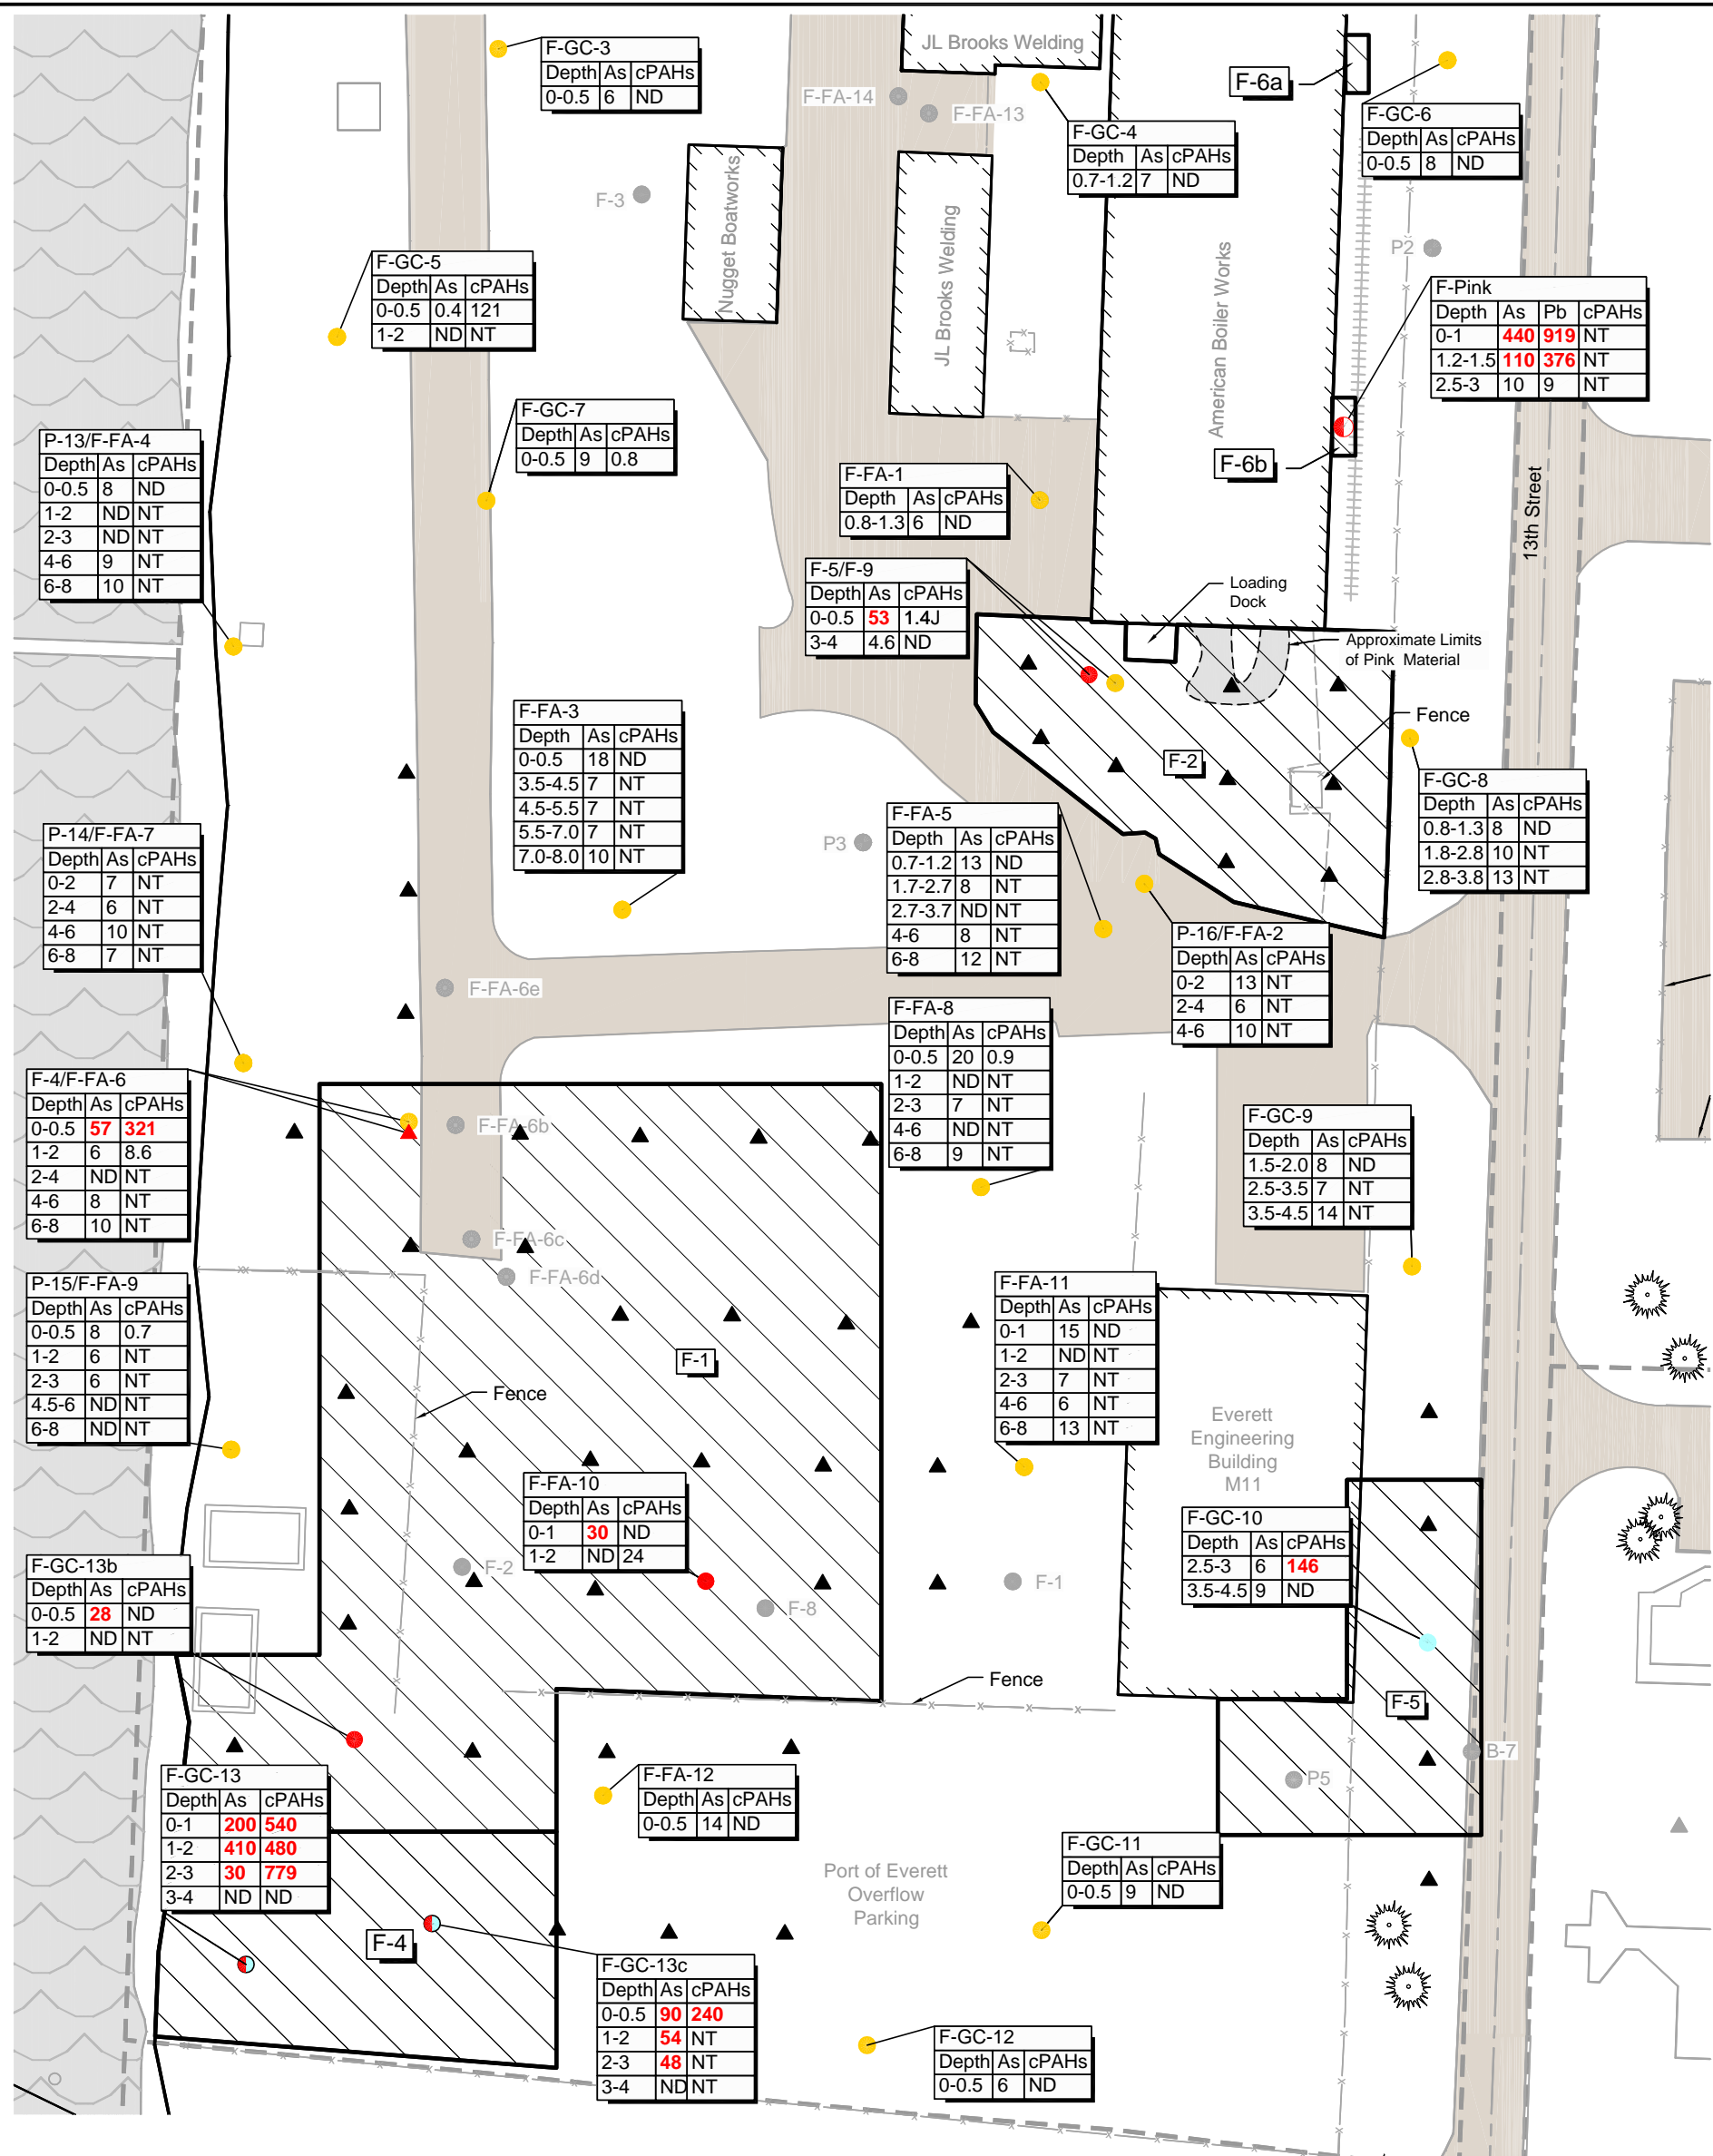 F-GC-3
Depth As cPAHs
0-0.5 6 ND
JL Brooks Welding
F-FA-14
F-FA-13
F-GC-4
Depth As cPAHs
0.7-1.2 7 ND
F-6a
F-GC-6
Depth As cPAHs
0-0.5 8 ND
F-3
Nugget Boatworks
JL Brooks Welding
American Boiler Works
P2
F-GC-5
Depth As cPAHs
0-0.5 0.4 121
1-2 ND NT
F-Pink
Depth As Pb cPAHs
0-1 440 919 NT
1.2-1.5 110 376 NT
2.5-3 10 9 NT
F-GC-7
Depth As cPAHs
0-0.5 9 0.8
P-13/F-FA-4
Depth As cPAHs
0-0.5 8 ND
1-2 ND NT
2-3 ND NT
4-6 9 NT
6-8 10 NT
F-FA-1
Depth As cPAHs
0.8-1.3 6 ND
F-6b
13th Street
F-5/F-9
Depth As cPAHs
0-0.5 53 1.4J
3-4 4.6 ND
Loading
Dock
Approximate Limits
of Pink Material
Fence
F-2
F-FA-3
Depth As cPAHs
0-0.5 18 ND
3.5-4.5 7 NT
4.5-5.5 7 NT
5.5-7.0 7 NT
7.0-8.0 10 NT
F-GC-8
Depth As cPAHs
0.8-1.3 8 ND
1.8-2.8 10 NT
2.8-3.8 13 NT
P3
F-FA-5
Depth As cPAHs
0.7-1.2 13 ND
1.7-2.7 8 NT
2.7-3.7 ND NT
4-6 8 NT
6-8 12 NT
P-14/F-FA-7
Depth As cPAHs
0-2 7 NT
2-4 6 NT
4-6 10 NT
6-8 7 NT
P-16/F-FA-2
Depth As cPAHs
0-2 13 NT
2-4 6 NT
4-6 10 NT
F-FA-6e
F-FA-8
Depth As cPAHs
0-0.5 20 0.9
1-2 ND NT
2-3 7 NT
4-6 ND NT
6-8 9 NT
F-4/F-FA-6
Depth As cPAHs
0-0.5 57 321
1-2 6 8.6
2-4 ND NT
4-6 8 NT
6-8 10 NT
F-FA-6b
F-GC-9
Depth As cPAHs
1.5-2.0 8 ND
2.5-3.5 7 NT
3.5-4.5 14 NT
F-FA-6c
F-FA-6d
P-15/F-FA-9
Depth As cPAHs
0-0.5 8 0.7
1-2 6 NT
2-3 6 NT
4.5-6 ND NT
6-8 ND NT
F-FA-11
Depth As cPAHs
0-1 15 ND
1-2 ND NT
2-3 7 NT
4-6 6 NT
6-8 13 NT
F-1
Fence
Everett
Engineering
Building
M11
F-FA-10
Depth As cPAHs
0-1 30 ND
1-2 ND 24
F-GC-10
Depth As cPAHs
2.5-3 6 146
3.5-4.5 9 ND
F-GC-13b
Depth As cPAHs
0-0.5 28 ND
1-2 ND NT
F-2
F-8
F-1
Fence
F-5
B-7
P5
F-GC-13
Depth As cPAHs
0-1 200 540
1-2 410 480
2-3 30 779
3-4 ND ND
F-FA-12
Depth As cPAHs
0-0.5 14 ND
Port of Everett
Overflow
Parking
F-GC-11
Depth As cPAHs
0-0.5 9 ND
F-4
F-GC-13c
Depth As cPAHs
0-0.5 90 240
1-2 54 NT
2-3 48 NT
3-4 ND NT
F-GC-12
Depth As cPAHs
0-0.5 6 ND